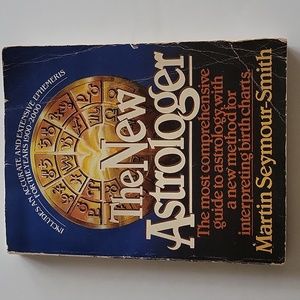 INCLUDES AN ACCURATE AND EXTENSIVE EPHEMERIS
FOR THE YEARS 1900-2000
The New
Astrologer
The most comprehensive
guide to astrology, with
a new method for
interpreting birth charts.
Martin Seymour-Smith